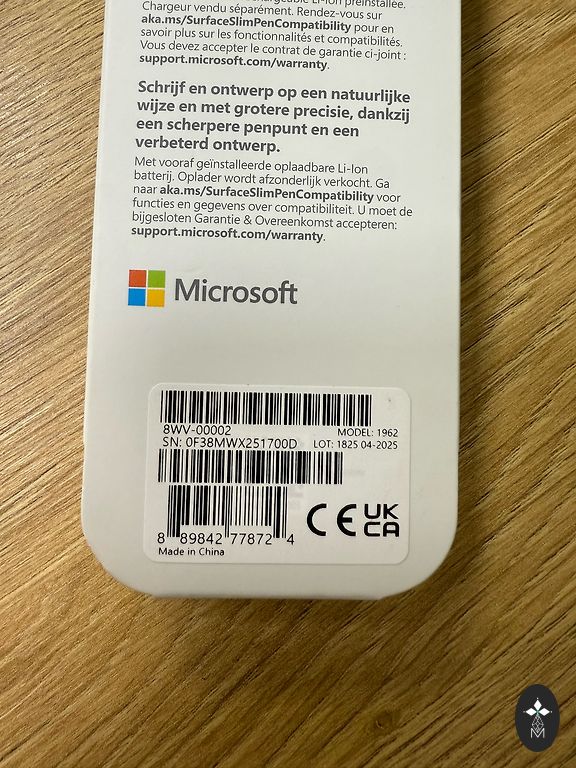 Chargeur vendu séparément. Rendez-vous sur
aka.ms/SurfaceSlimPenCompatibility pour en
savoir plus sur les fonctionnalités et compatibilités.
Vous devez accepter le contrat de garantie ci-joint :
support.microsoft.com/warranty.
Schrijf en ontwerp op een natuurlijke
wijze en met grotere precisie, dankzij
een scherpere penpunt en een
verbeterd ontwerp.
Met vooraf geïnstalleerde oplaadbare Li-Ion
batterij. Oplader wordt afzonderlijk verkocht. Ga
naar aka.ms/SurfaceSlimPenCompatibility voor
functies en gegevens over compatibiliteit. U moet de
bijgesloten Garantie & Overeenkomst accepteren:
support.microsoft.com/warranty.
Microsoft
8WV-00002 MODEL: 1962
SN: 0F38MWX251700D LOT: 1825 04-2025
CE UK
CA
8 89842 77872 4
Made in China
M